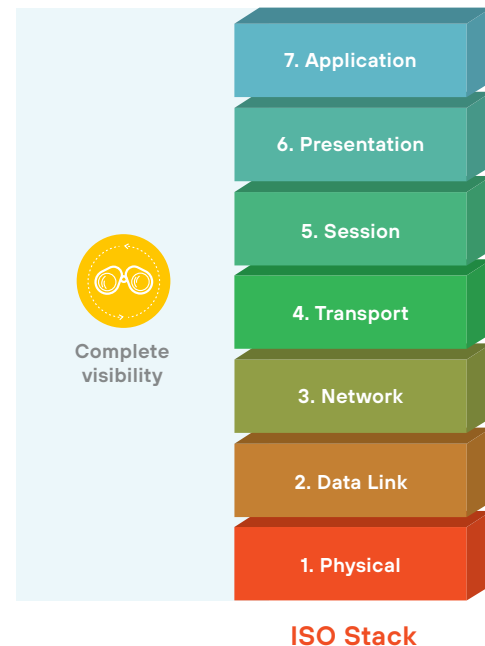 7. Application
6. Presentation
5. Session
4. Transport
3. Network
2. Data Link
1. Physical
Complete
visibility
ISO Stack